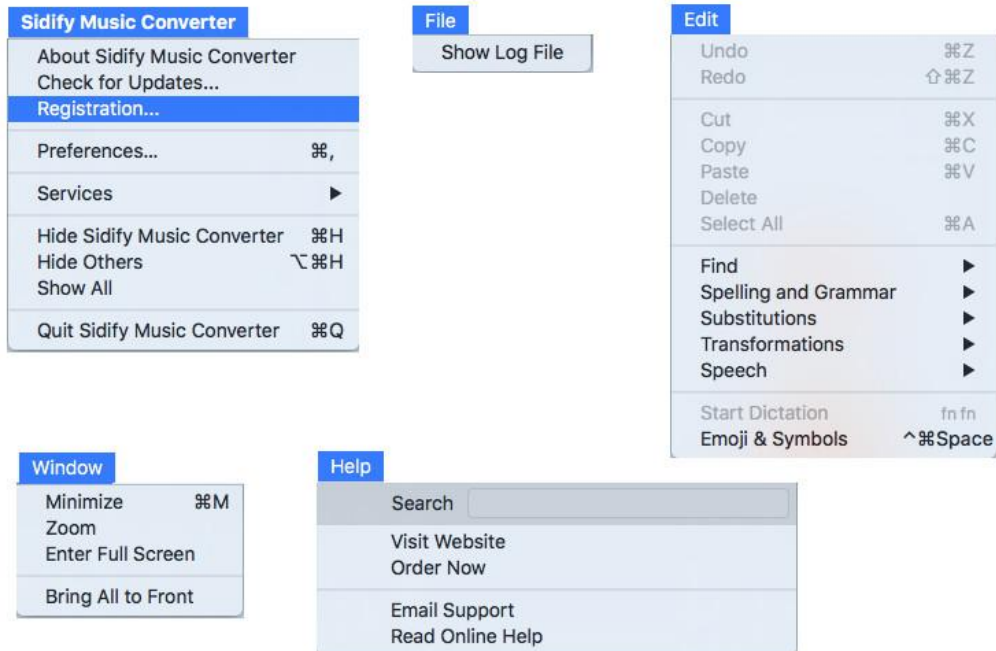 Sidify Music Converter
About Sidify Music Converter
Check for Updates...
Registration...
Preferences... ⌘,
Services ▶
Hide Sidify Music Converter ⌘H
Hide Others ⌥⌘H
Show All
Quit Sidify Music Converter ⌘Q
File
Show Log File
Edit
Undo ⌘Z
Redo ⇧⌘Z
Cut ⌘X
Copy ⌘C
Paste ⌘V
Delete
Select All ⌘A
Find ▶
Spelling and Grammar ▶
Substitutions ▶
Transformations ▶
Speech ▶
Start Dictation fn fn
Emoji & Symbols ^⌘Space
Window
Minimize ⌘M
Zoom
Enter Full Screen
Bring All to Front
Help
Search
Visit Website
Order Now
Email Support
Read Online Help